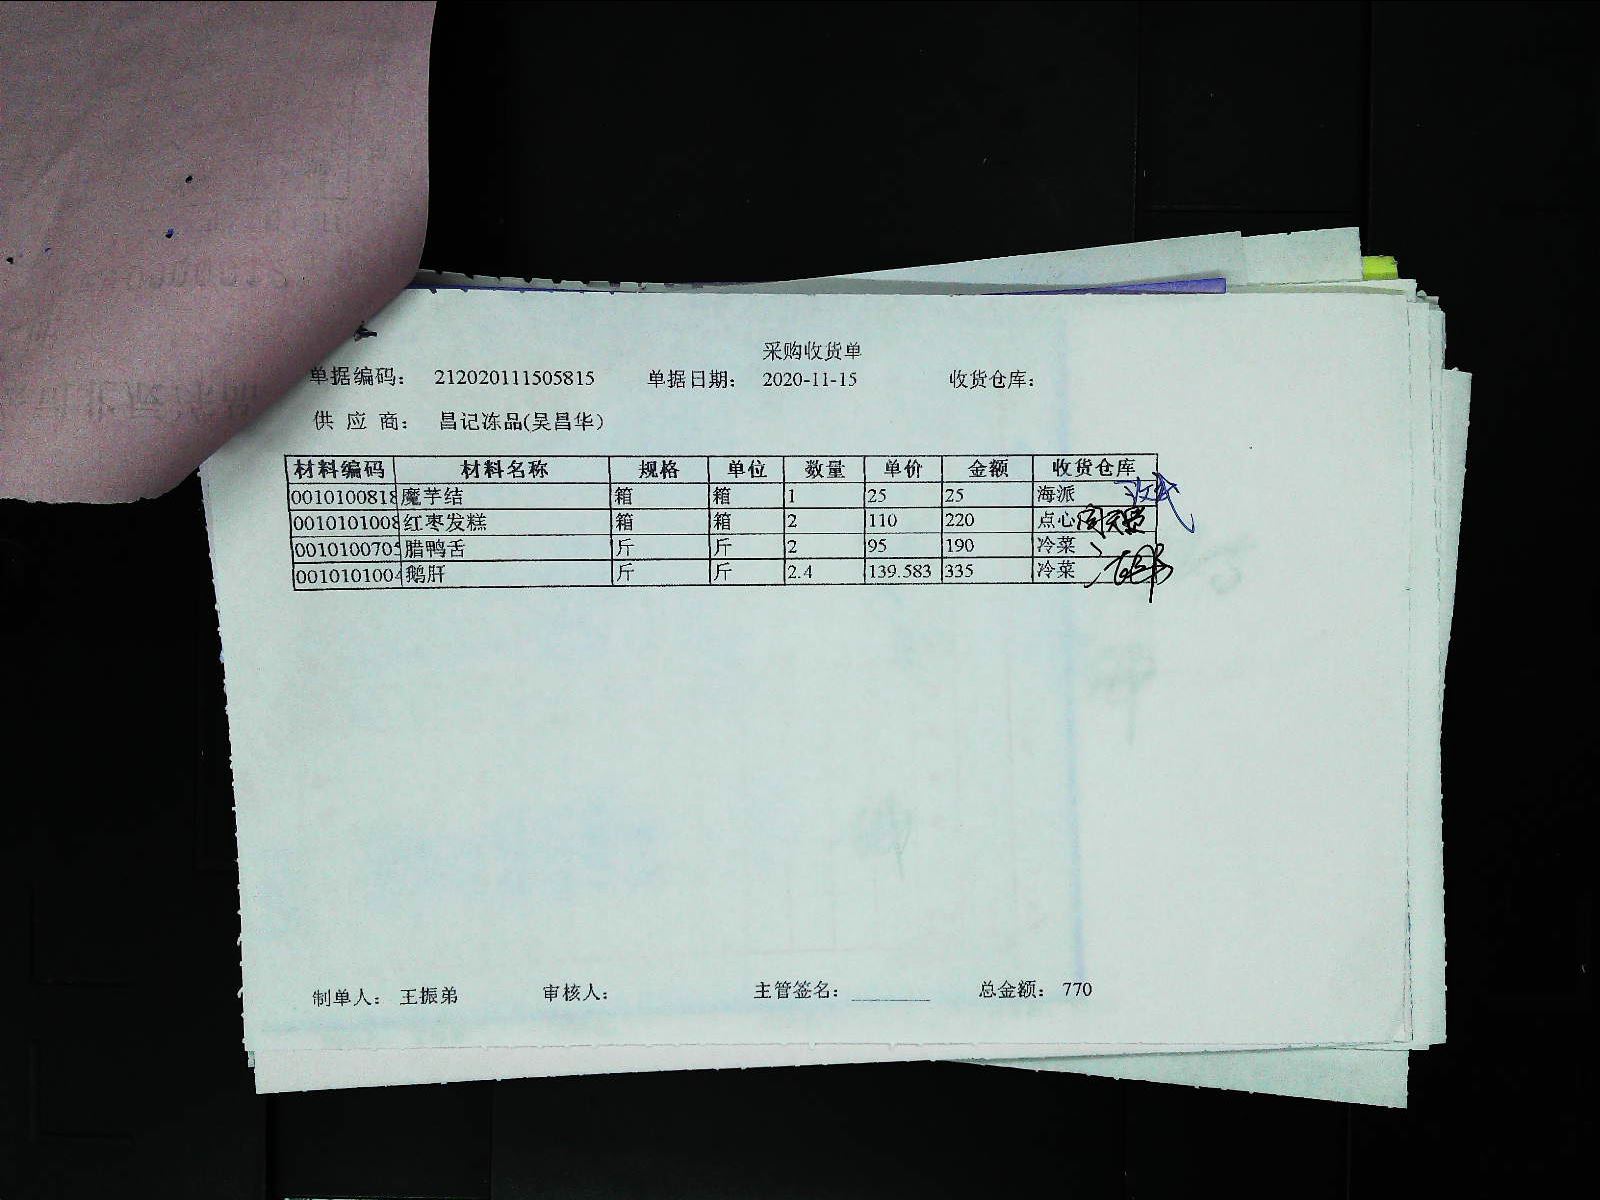 采购收货单
单据编码： 212020111505815 单据日期： 2020-11-15 收货仓库：
供 应 商： 昌记冻品(吴昌华)
材料编码 材料名称 规格 单位 数量 单价 金额 收货仓库
0010100818 魔芋结 箱 箱 1 25 25 海派
0010101008 红枣发糕 箱 箱 2 110 220 点心
0010100705 腊鸭舌 斤 斤 2 95 190 冷菜
0010101004 鹅肝 斤 斤 2.4 139.583 335 冷菜
制单人： 王振弟 审核人： 主管签名： ________ 总金额： 770